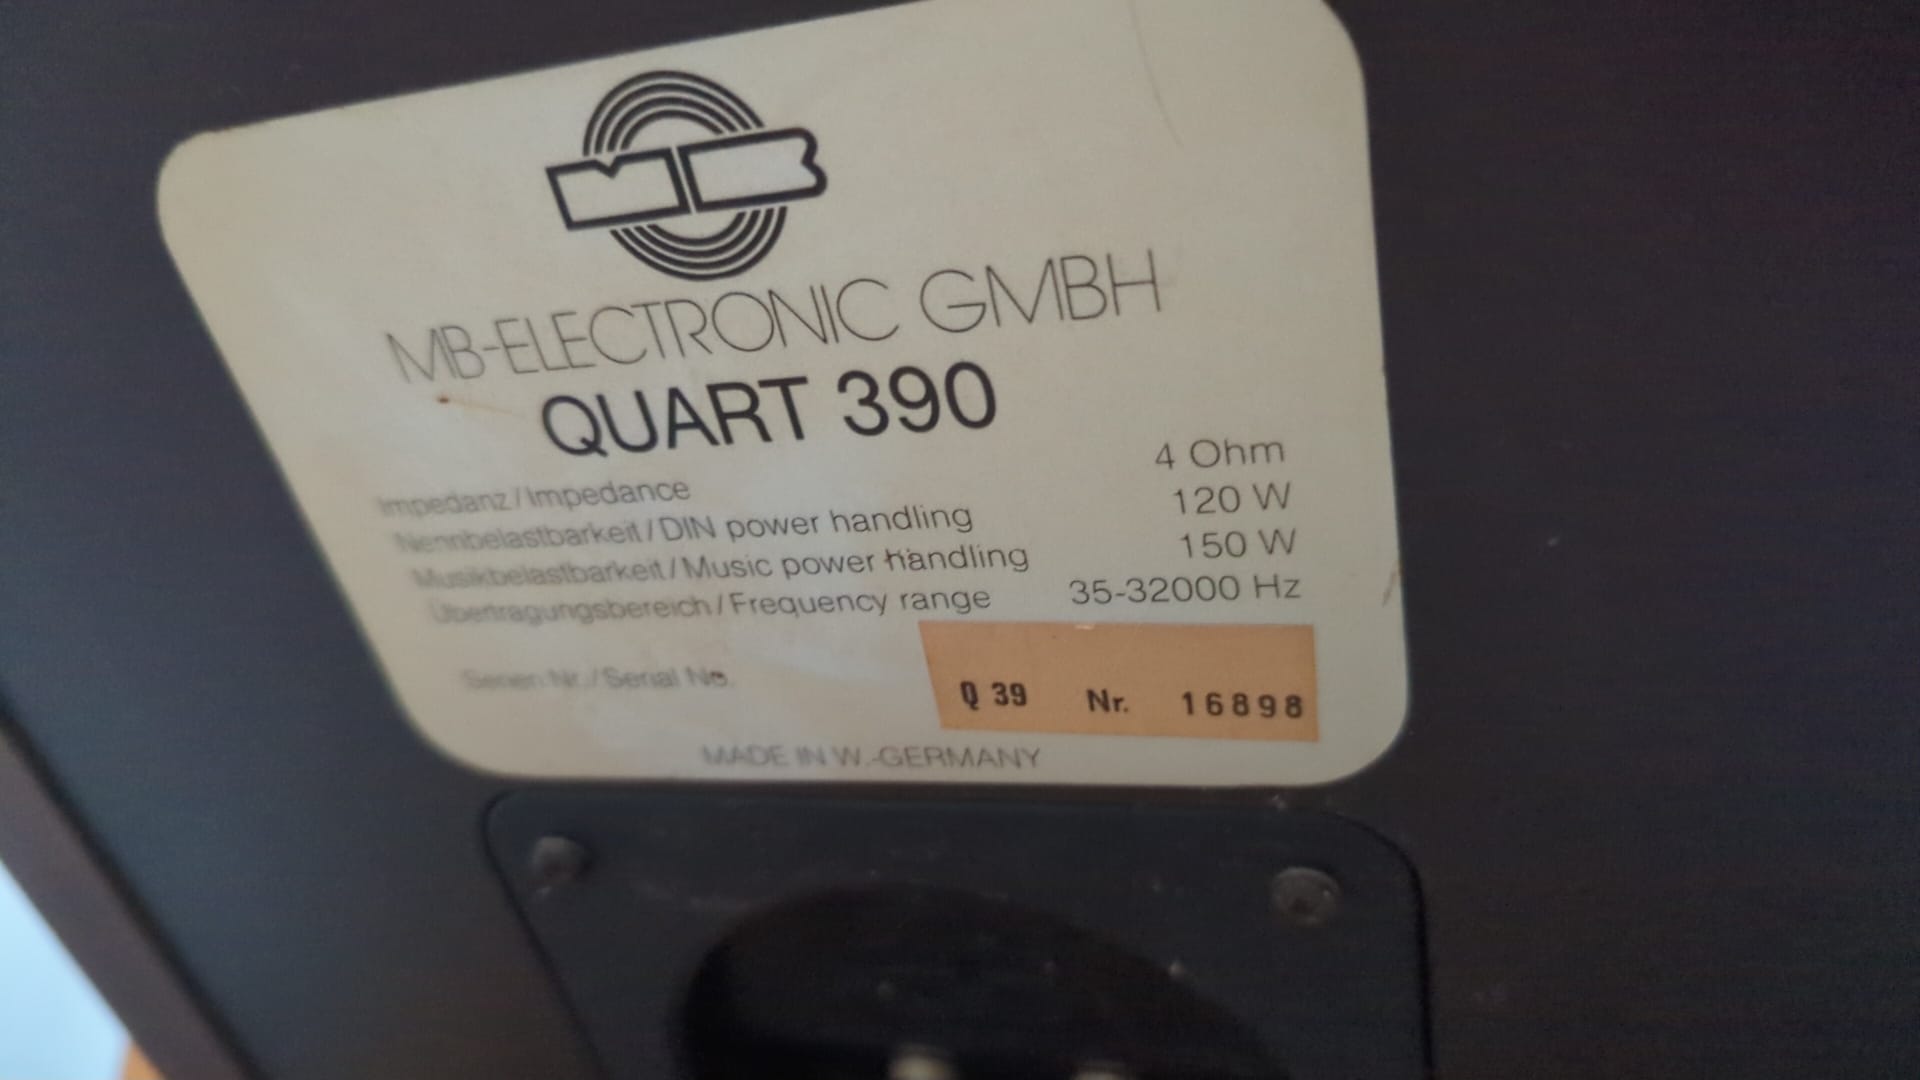 MB
MB-ELECTRONIC GMBH
QUART 390
Impedanz/Impedance 4 Ohm
Nennbelastbarkeit/DIN power handling 120 W
Musikbelastbarkeit/Music power handling 150 W
Übertragungsbereich/Frequency range 35-32000 Hz
Serien Nr./Serial No. Q 39 Nr. 16898
MADE IN W.-GERMANY